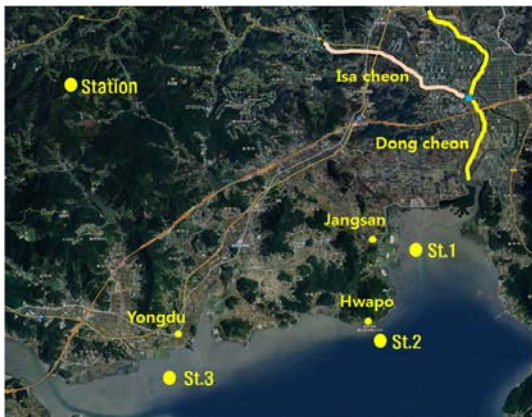 Isa cheon
Station
Dong cheon
Jangsan
St.1
Hwapo
Yongdu
St.2
St.3